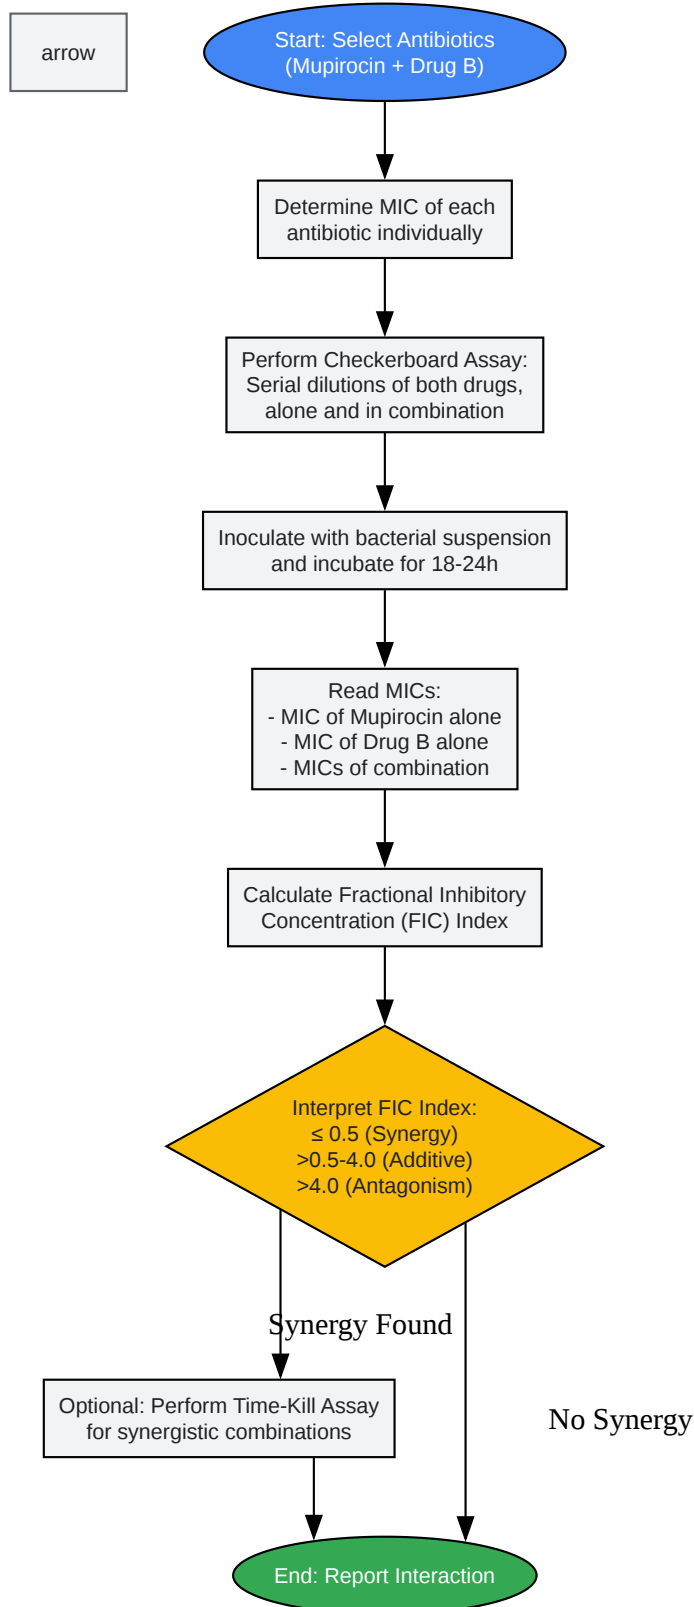 arrow
Start: Select Antibiotics
(Mupirocin + Drug B)
Determine MIC of each
antibiotic individually
Perform Checkerboard Assay:
Serial dilutions of both drugs,
alone and in combination
Inoculate with bacterial suspension
and incubate for 18-24h
Read MICs:
- MIC of Mupirocin alone
- MIC of Drug B alone
- MICs of combination
Calculate Fractional Inhibitory
Concentration (FIC) Index
Interpret FIC Index:
≤ 0.5 (Synergy)
>0.5-4.0 (Additive)
>4.0 (Antagonism)
Synergy Found
Optional: Perform Time-Kill Assay
for synergistic combinations
No Synergy
End: Report Interaction